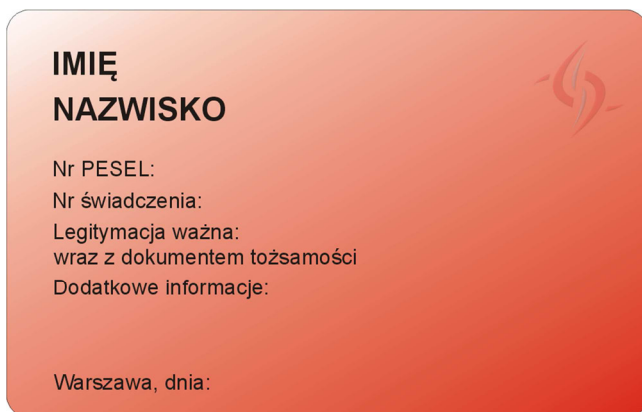 IMIĘ
NAZWISKO
Nr PESEL:
Nr świadczenia:
Legitymacja ważna:
wraz z dokumentem tożsamości
Dodatkowe informacje:
Warszawa, dnia: